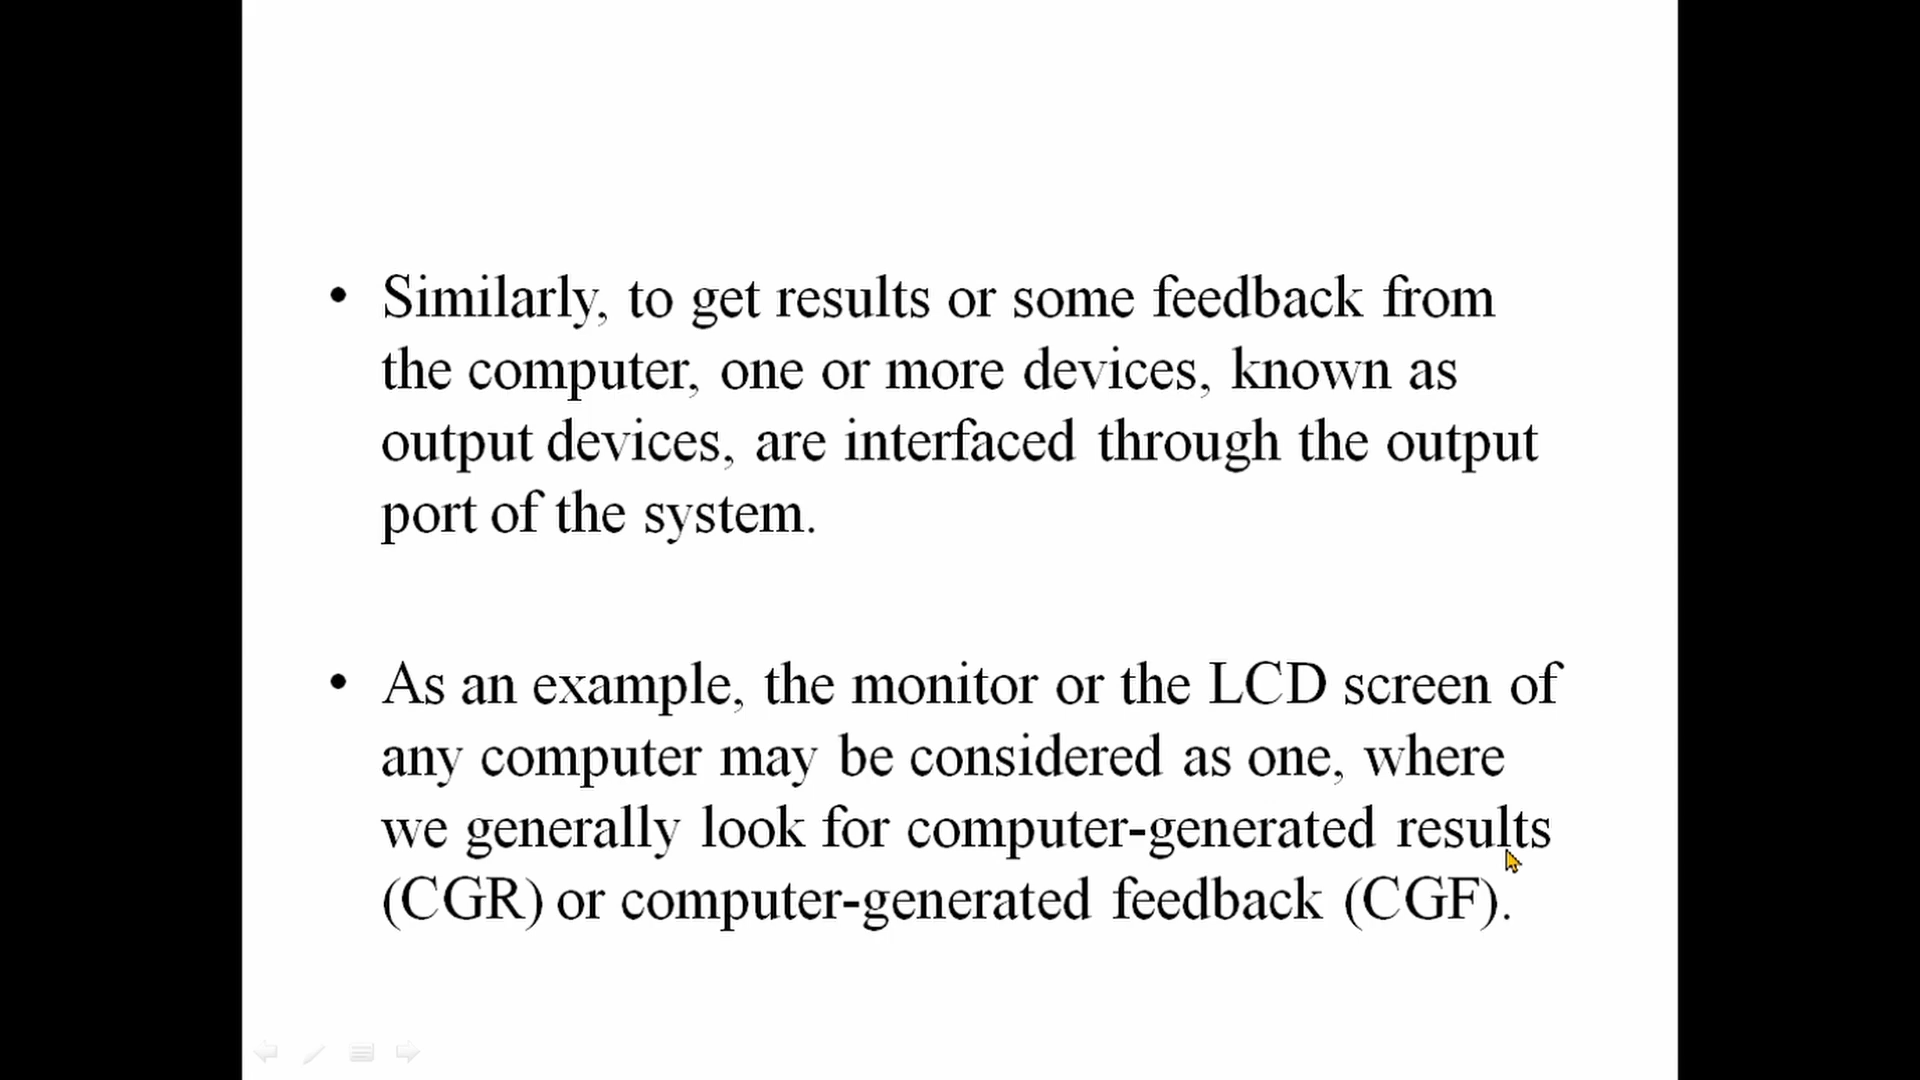 • Similarly, to get results or some feedback from
the computer, one or more devices, known as
output devices, are interfaced through the output
port of the system.
• As an example, the monitor or the LCD screen of
any computer may be considered as one, where
we generally look for computer-generated results
(CGR) or computer-generated feedback (CGF).